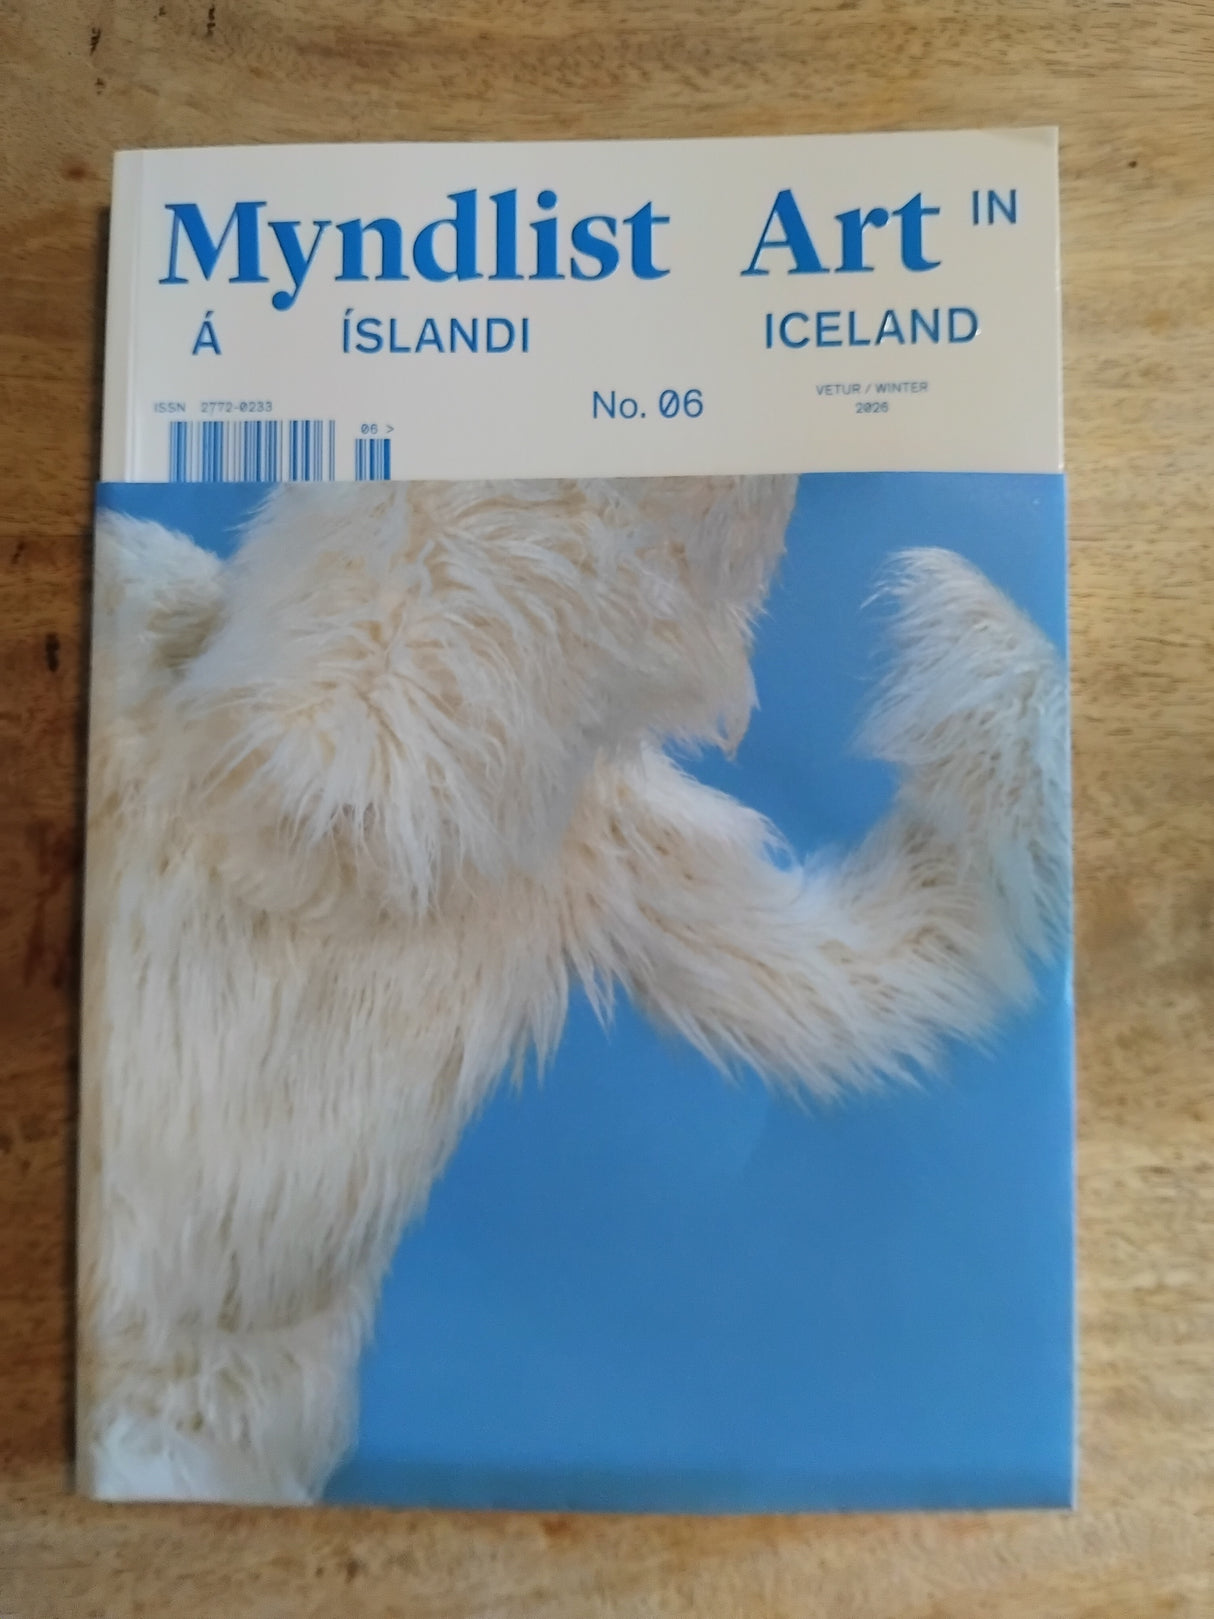 Myndlist Art IN
Á ÍSLANDI ICELAND
ISSN 2772-0233
No. 06
VETUR / WINTER
2026
06 >